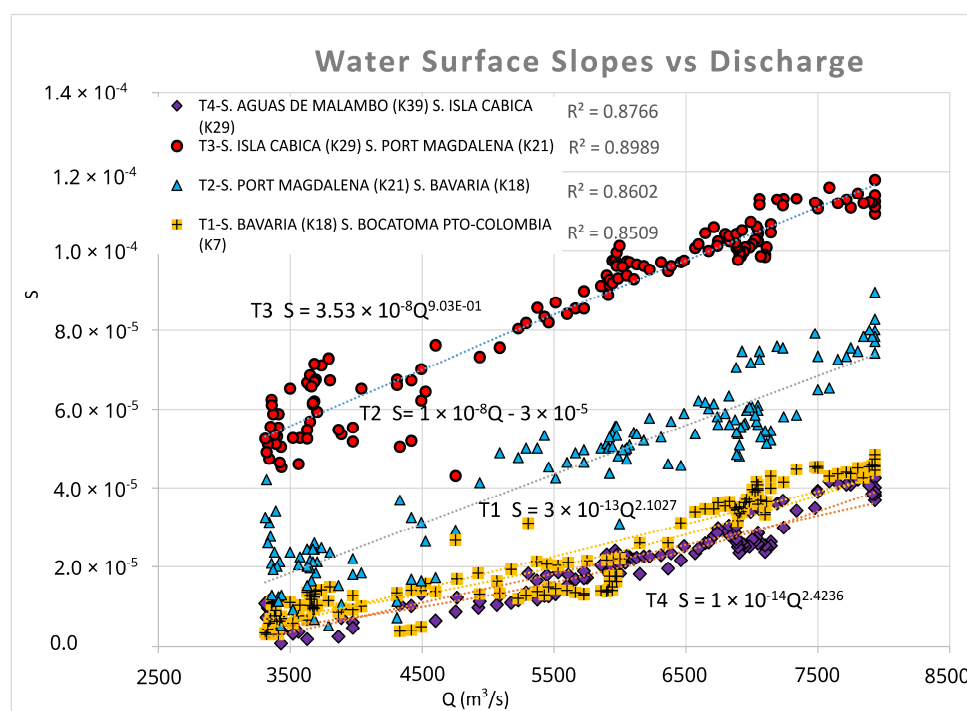 Water Surface Slopes vs Discharge
1.4 × 10⁻⁴
T4-S. AGUAS DE MALAMBO (K39) S. ISLA CABICA
(K29)
R² = 0.8766
T3-S. ISLA CABICA (K29) S. PORT MAGDALENA (K21)
R² = 0.8989
1.2 × 10⁻⁴
T2-S. PORT MAGDALENA (K21) S. BAVARIA (K18)
R² = 0.8602
T1-S. BAVARIA (K18) S. BOCATOMA PTO-COLOMBIA
(K7)
R² = 0.8509
1.0 × 10⁻⁴
S
T3 S = 3.53 × 10⁻⁸Q⁹·⁰³ᴱ⁻⁰¹
8.0 × 10⁻⁵
T2 S= 1 × 10⁻⁸Q - 3 × 10⁻⁵
6.0 × 10⁻⁵
4.0 × 10⁻⁵
T1 S = 3 × 10⁻¹³Q²·¹⁰²⁷
2.0 × 10⁻⁵
T4 S = 1 × 10⁻¹⁴Q²·⁴²³⁶
0.0
2500 3500 4500 5500 6500 7500 8500
Q (m³/s)